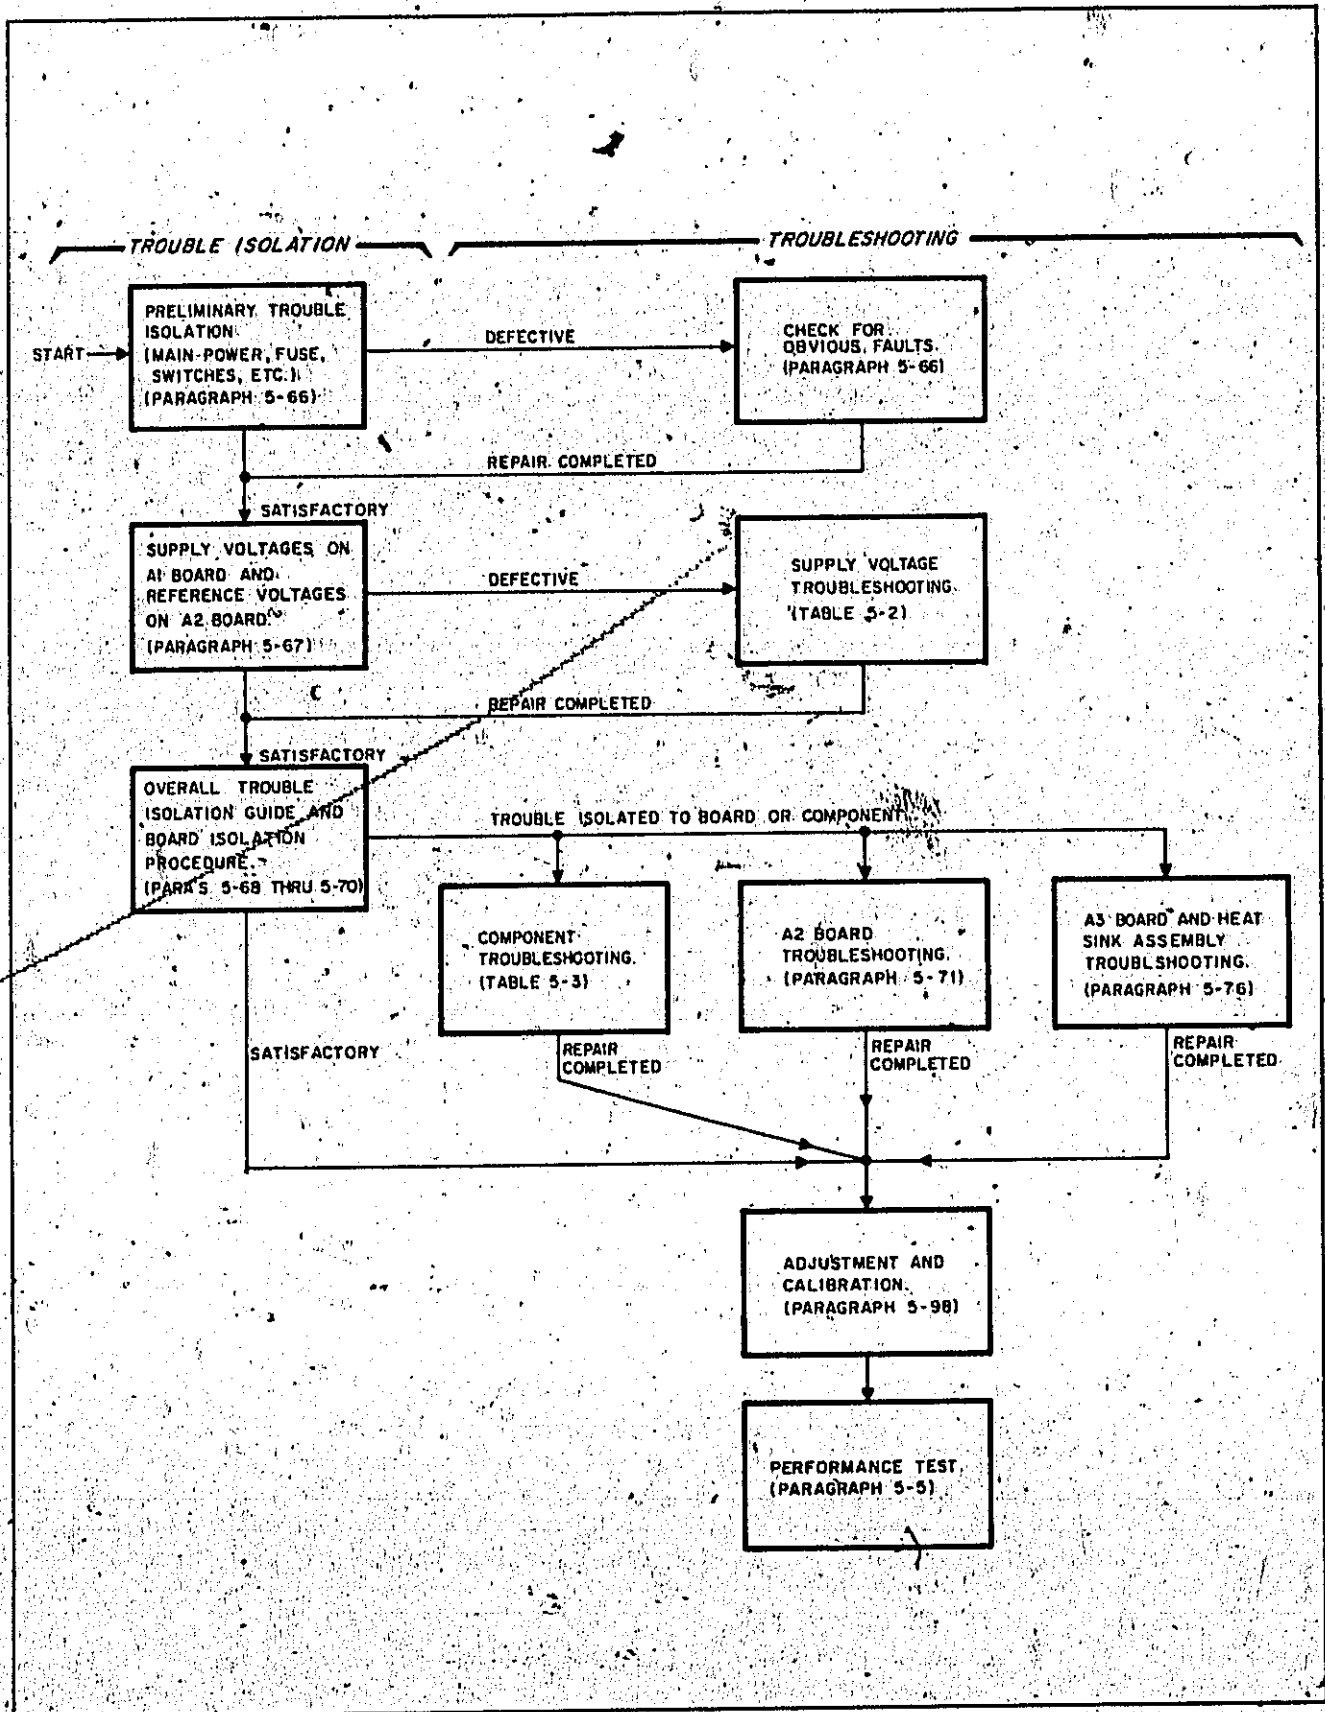 TROUBLE ISOLATION
TROUBLESHOOTING
START
PRELIMINARY TROUBLE
ISOLATION
(MAIN-POWER, FUSE,
SWITCHES, ETC.).
(PARAGRAPH 5-66)
DEFECTIVE
CHECK FOR
OBVIOUS FAULTS.
(PARAGRAPH 5-66)
REPAIR COMPLETED
SATISFACTORY
SUPPLY VOLTAGES ON
A1 BOARD AND
REFERENCE VOLTAGES
ON A2 BOARD.
(PARAGRAPH 5-67)
DEFECTIVE
SUPPLY VOLTAGE
TROUBLESHOOTING.
(TABLE 5-2)
REPAIR COMPLETED
SATISFACTORY
OVERALL TROUBLE
ISOLATION GUIDE AND
BOARD ISOLATION
PROCEDURE.
(PARA'S 5-68 THRU 5-70)
TROUBLE ISOLATED TO BOARD OR COMPONENT
COMPONENT
TROUBLESHOOTING.
(TABLE 5-3)
A2 BOARD
TROUBLESHOOTING.
(PARAGRAPH 5-71)
A3 BOARD AND HEAT
SINK ASSEMBLY
TROUBLSHOOTING.
(PARAGRAPH 5-76)
SATISFACTORY
REPAIR
COMPLETED
REPAIR
COMPLETED
REPAIR
COMPLETED
ADJUSTMENT AND
CALIBRATION.
(PARAGRAPH 5-98)
PERFORMANCE TEST.
(PARAGRAPH 5-5)